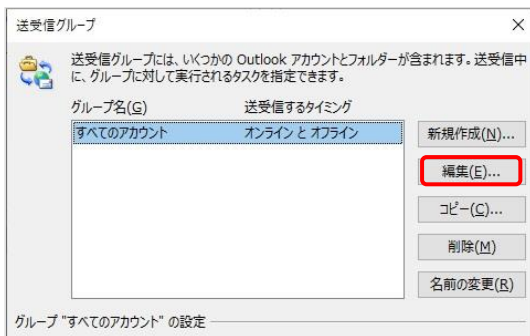 送受信グループ
送受信グループには、いくつかの Outlook アカウントとフォルダーが含まれます。送受信中
に、グループに対して実行されるタスクを指定できます。
グループ名(G) 送受信するタイミング
すべてのアカウント オンライン と オフライン
新規作成(N)...
編集(E)...
コピー(C)...
削除(M)
名前の変更(R)
グループ "すべてのアカウント" の設定